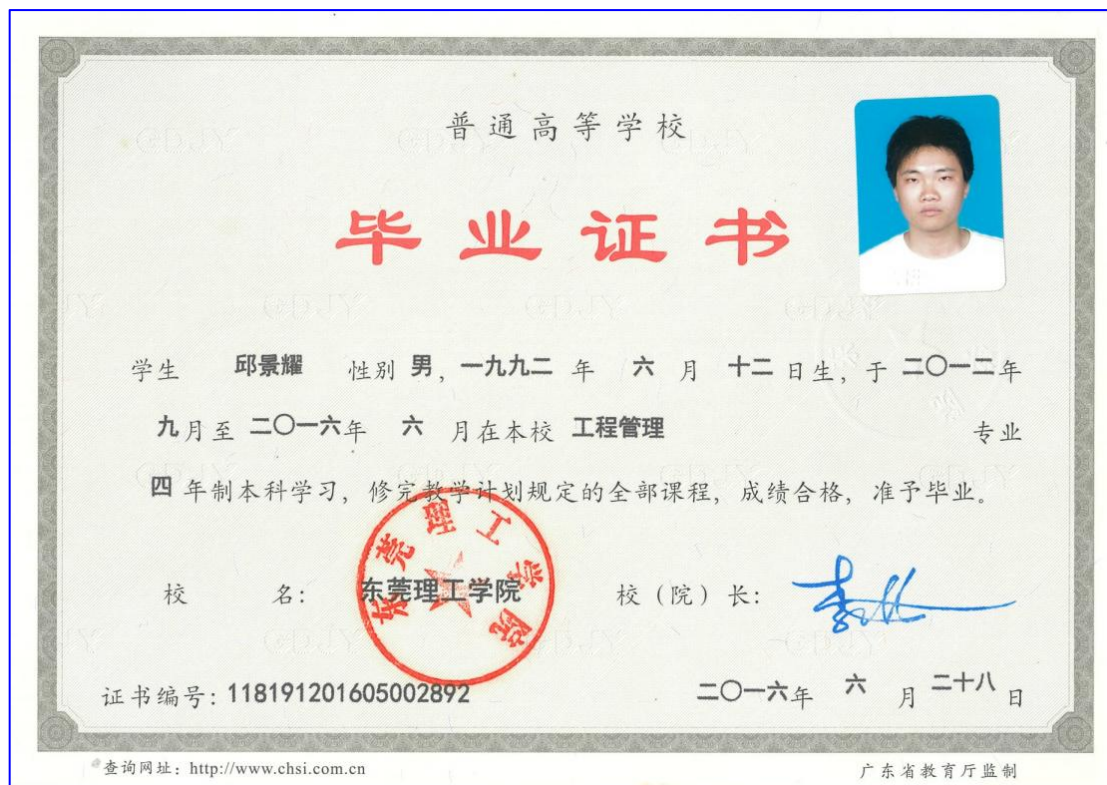 普通高等学校
毕业证书
学生 邱景耀 性别 男，一九九二 年 六 月 十二 日生，于 二〇一二年
九月至 二〇一六年 六 月在本校 工程管理 专业
四 年制本科学习，修完教学计划规定的全部课程，成绩合格，准予毕业。
东莞理工学院
校 名： 东莞理工学院 校（院）长：
证书编号：118191201605002892 二〇一六年 六 月 二十八 日
查询网址：http://www.chsi.com.cn 广东省教育厅监制